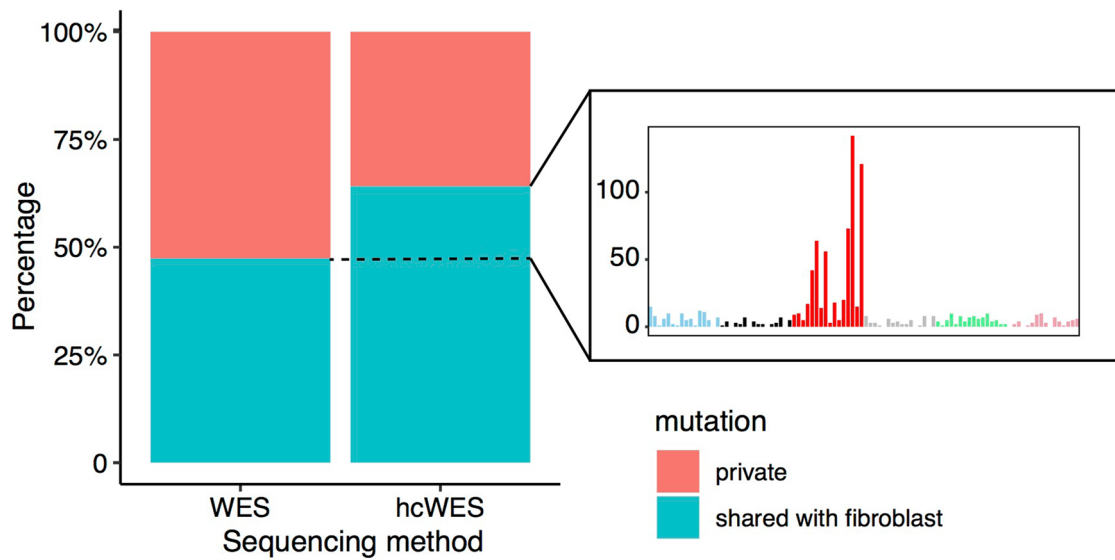 100%
75%
50%
25%
0
Percentage
WES
hcWES
Sequencing method
100
50
0
mutation
private
shared with fibroblast